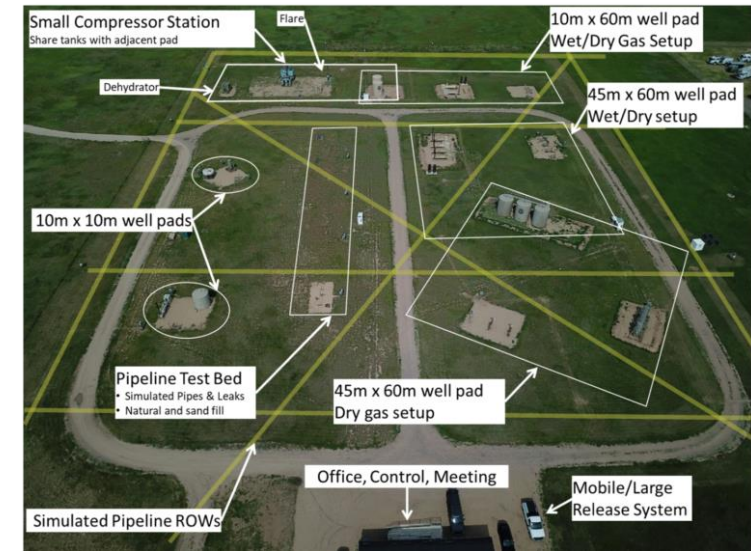 Small Compressor Station
Share tanks with adjacent pad
Flare
10m x 60m well pad
Wet/Dry Gas Setup
Dehydrator
45m x 60m well pad
Wet/Dry setup
10m x 10m well pads
Pipeline Test Bed
• Simulated Pipes & Leaks
• Natural and sand fill
45m x 60m well pad
Dry gas setup
Office, Control, Meeting
Mobile/Large
Release System
Simulated Pipeline ROWs